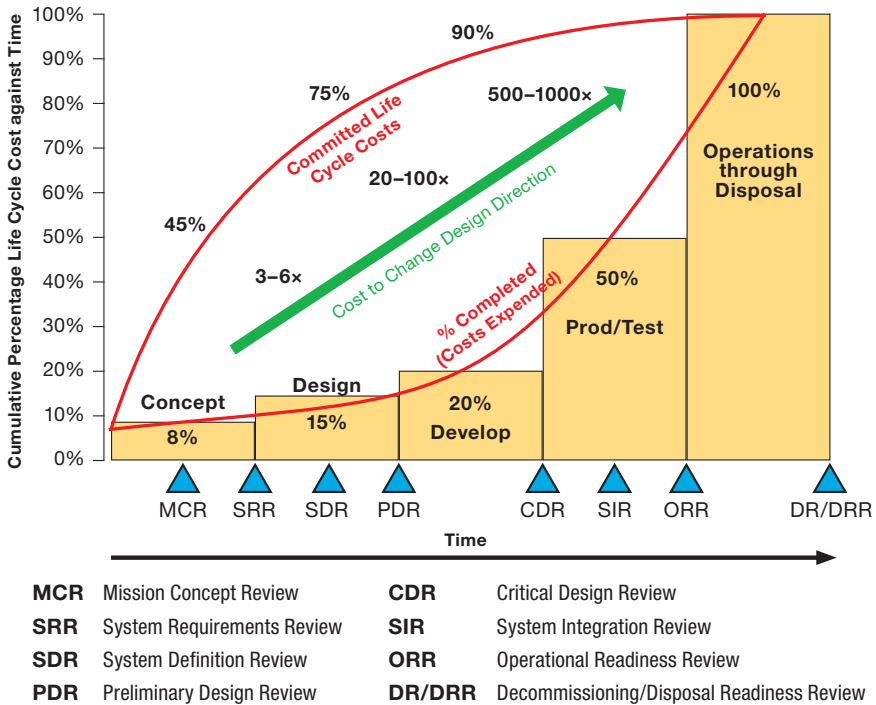 Cumulative Percentage Life Cycle Cost against Time
100%
90%
80%
70%
60%
50%
40%
30%
20%
10%
0%
45%
75%
90%
Committed Life
Cycle Costs
3–6×
20–100×
500–1000×
Cost to Change Design Direction
% Completed
(Costs Expended)
Concept
8%
Design
15%
20%
Develop
50%
Prod/Test
100%
Operations
through
Disposal
MCR SRR SDR PDR CDR SIR ORR DR/DRR
Time
MCR Mission Concept Review
SRR System Requirements Review
SDR System Definition Review
PDR Preliminary Design Review
CDR Critical Design Review
SIR System Integration Review
ORR Operational Readiness Review
DR/DRR Decommissioning/Disposal Readiness Review